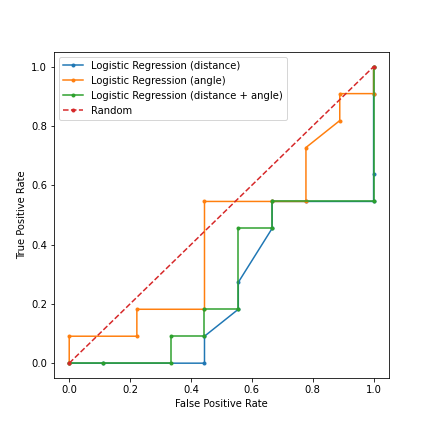 Logistic Regression (distance)
Logistic Regression (angle)
Logistic Regression (distance + angle)
Random
1.0
0.8
0.6
0.4
0.2
0.0
True Positive Rate
0.0 0.2 0.4 0.6 0.8 1.0
False Positive Rate